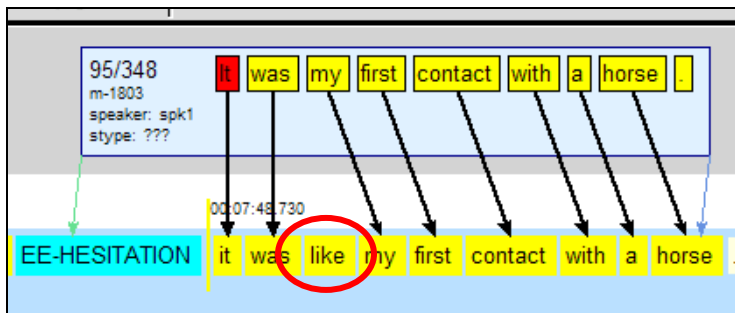 95/348 It was my first contact with a horse .
m-1803
speaker: spk1
stype: ???
00:07:48.730
EE-HESITATION it was like my first contact with a horse .